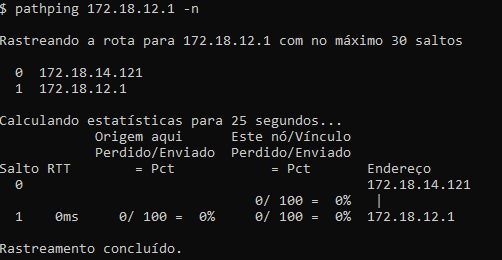 $ pathping 172.18.12.1 -n
Rastreando a rota para 172.18.12.1 com no máximo 30 saltos
0 172.18.14.121
1 172.18.12.1
Calculando estatísticas para 25 segundos...
Origem aqui Este nó/Vínculo
Perdido/Enviado Perdido/Enviado
Salto RTT = Pct = Pct Endereço
0 172.18.14.121
0/ 100 = 0% |
1 0ms 0/ 100 = 0% 0/ 100 = 0% 172.18.12.1
Rastreamento concluído.